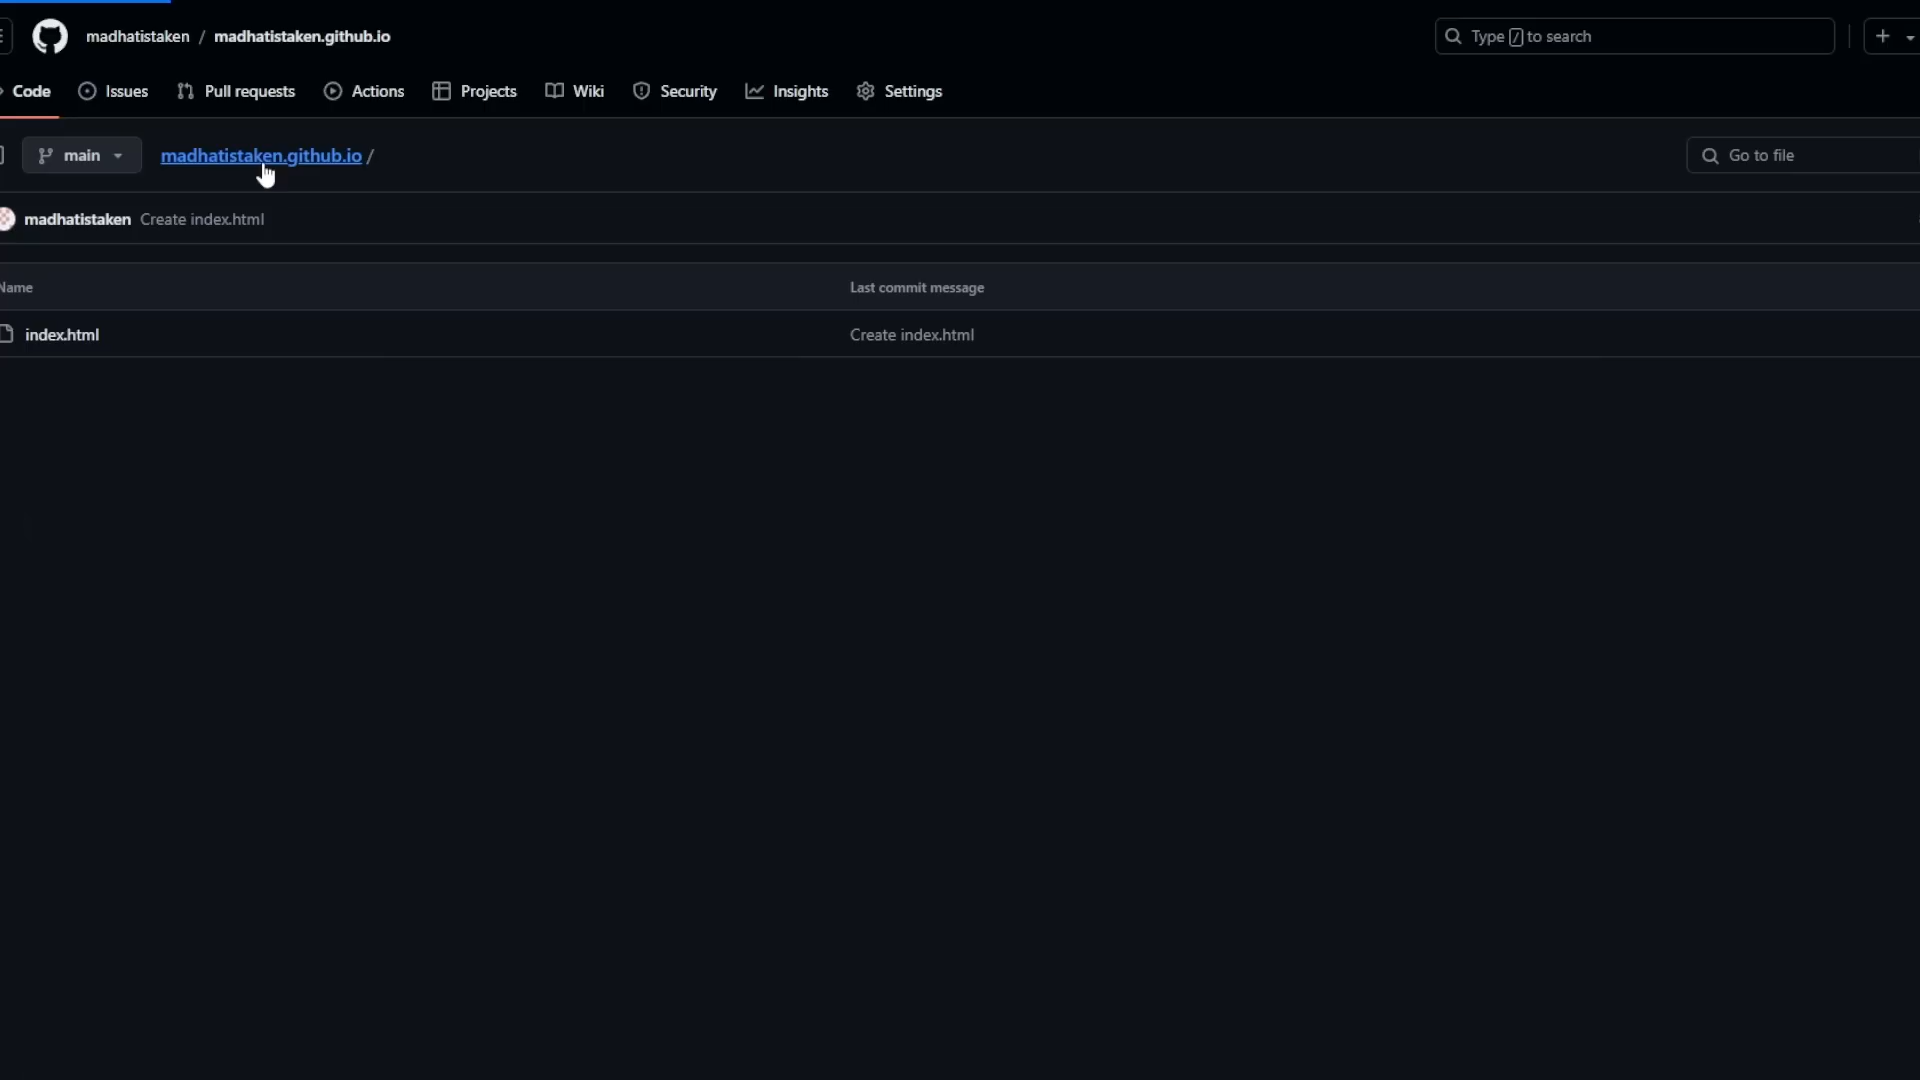 madhatistaken / madhatistaken.github.io
Type / to search
Code Issues Pull requests Actions Projects Wiki Security Insights Settings
main madhatistaken.github.io / Go to file
madhatistaken Create index.html
Name Last commit message
index.html Create index.html